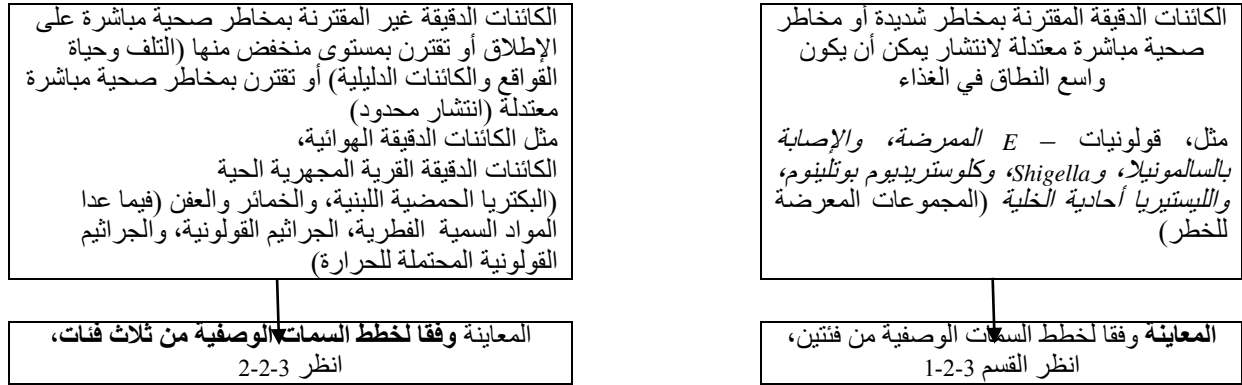 الكائنات الدقيقة المقترنة بمخاطر شديدة أو مخاطر
صحية مباشرة معتدلة لانتشار يمكن أن يكون
واسع النطاق في الغذاء
مثل، قولونيات – E الممرضة، والإصابة
بالسالمونيلا، وShigella، وكلوستريديوم بوتلينوم،
والليستيريا أحادية الخلية (المجموعات المعرضة
للخطر)
المعاينة وفقا لخطط السمات الوصفية من فئتين،
انظر القسم 3-2-1
الكائنات الدقيقة غير المقترنة بمخاطر صحية مباشرة على
الإطلاق أو تقترن بمستوى منخفض منها (التلف وحياة
القواقع والكائنات الدليلية) أو تقترن بمخاطر صحية مباشرة
معتدلة (انتشار محدود)
مثل الكائنات الدقيقة الهوائية،
الكائنات الدقيقة القرية المجهرية الحية
(البكتريا الحمضية اللبنية، والخمائر والعفن (فيما عدا
المواد السمية الفطرية، الجراثيم القولونية، والجراثيم
القولونية المحتملة للحرارة)
المعاينة وفقا لخطط السمات الوصفية من ثلاث فئات،
انظر 3-2-2